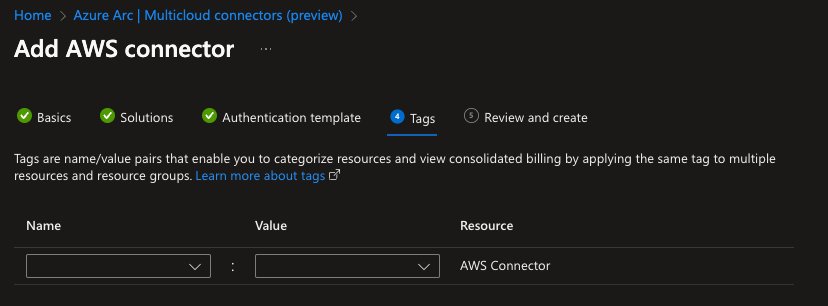 Home > Azure Arc | Multicloud connectors (preview) >
Add AWS connector ...
Basics Solutions Authentication template 4 Tags 5 Review and create
Tags are name/value pairs that enable you to categorize resources and view consolidated billing by applying the same tag to multiple
resources and resource groups. Learn more about tags
Name Value Resource
: AWS Connector